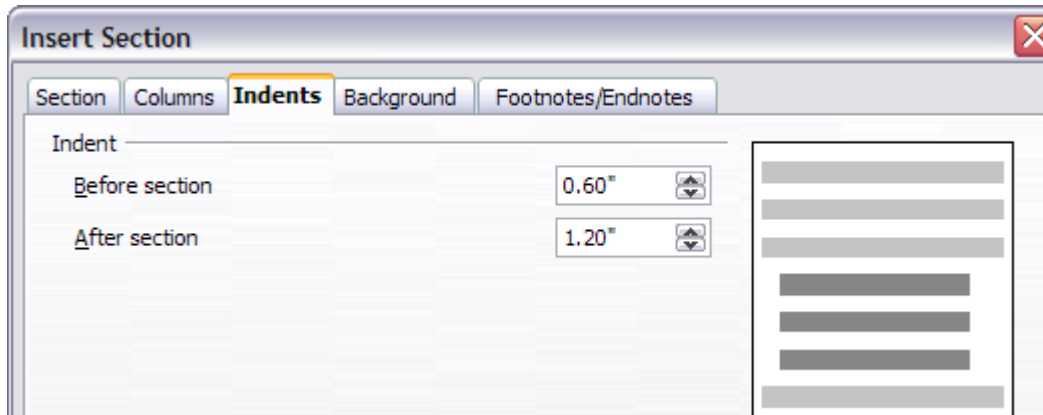 Insert Section
Section Columns Indents Background Footnotes/Endnotes
Indent
Before section 0.60"
After section 1.20"